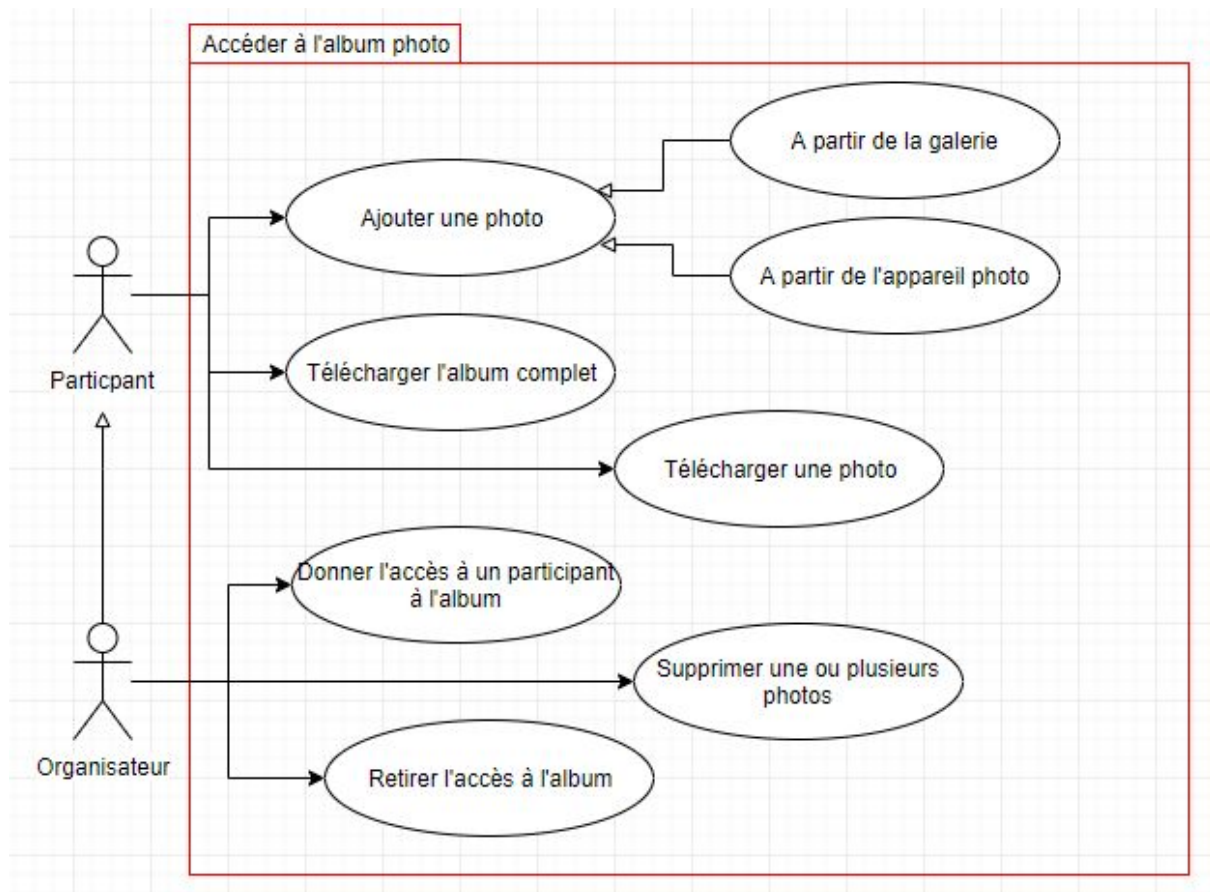 Accéder à l'album photo
A partir de la galerie
Ajouter une photo
A partir de l'appareil photo
Télécharger l'album complet
Particpant
Télécharger une photo
Donner l'accès à un participant
à l'album
Supprimer une ou plusieurs
photos
Organisateur
Retirer l'accès à l'album